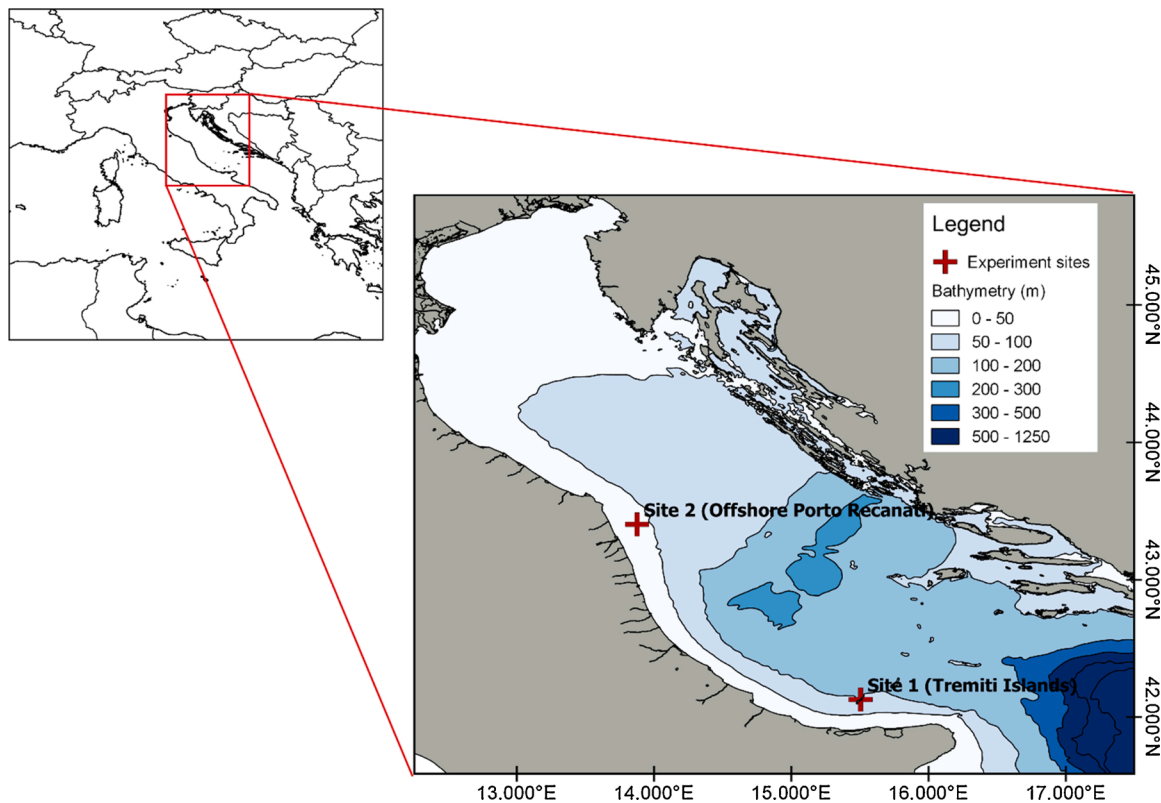 Legend
Experiment sites
Bathymetry (m)
0 - 50
50 - 100
100 - 200
200 - 300
300 - 500
500 - 1250
45.000°N
44.000°N
Site 2 (Offshore Porto Recanati)
43.000°N
Site 1 (Tremiti Islands)
42.000°N
13.000°E 14.000°E 15.000°E 16.000°E 17.000°E